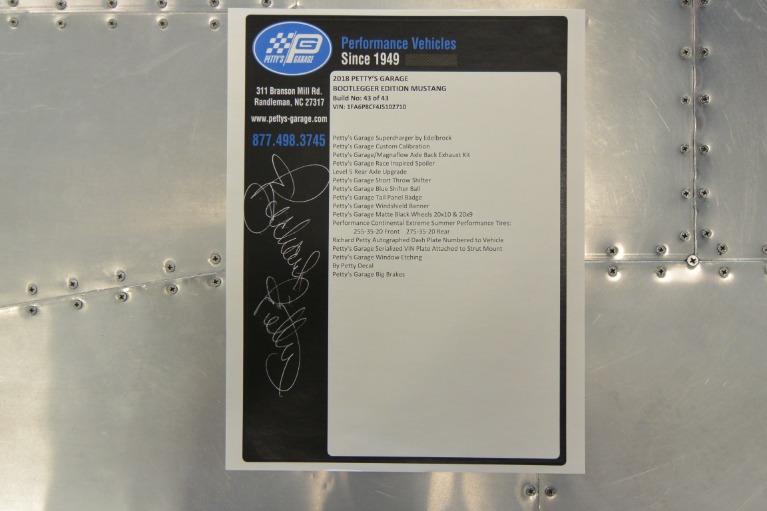 PG
PETTY'S GARAGE
Performance Vehicles
Since 1949
311 Branson Mill Rd.
Randleman, NC 27317
www.pettys-garage.com
877.498.3745
Richard Petty
2018 PETTY'S GARAGE
BOOTLEGGER EDITION MUSTANG
Build No: 43 of 43
VIN: 1FA6P8CF4J5102710
Petty's Garage Supercharger by Edelbrock
Petty's Garage Custom Calibration
Petty's Garage/Magnaflow Axle Back Exhaust Kit
Petty's Garage Race Inspired Spoiler
Level 5 Rear Axle Upgrade
Petty's Garage Short Throw Shifter
Petty's Garage Blue Shifter Ball
Petty's Garage Tail Panel Badge
Petty's Garage Windshield Banner
Petty's Garage Matte Black Wheels 20x10 & 20x9
Performance Continental Extreme Summer Performance Tires:
255-35-20 Front 275-35-20 Rear
Richard Petty Autographed Dash Plate Numbered to Vehicle
Petty's Garage Serialized VIN Plate Attached to Strut Mount
Petty's Garage Window Etching
By Petty Decal
Petty's Garage Big Brakes